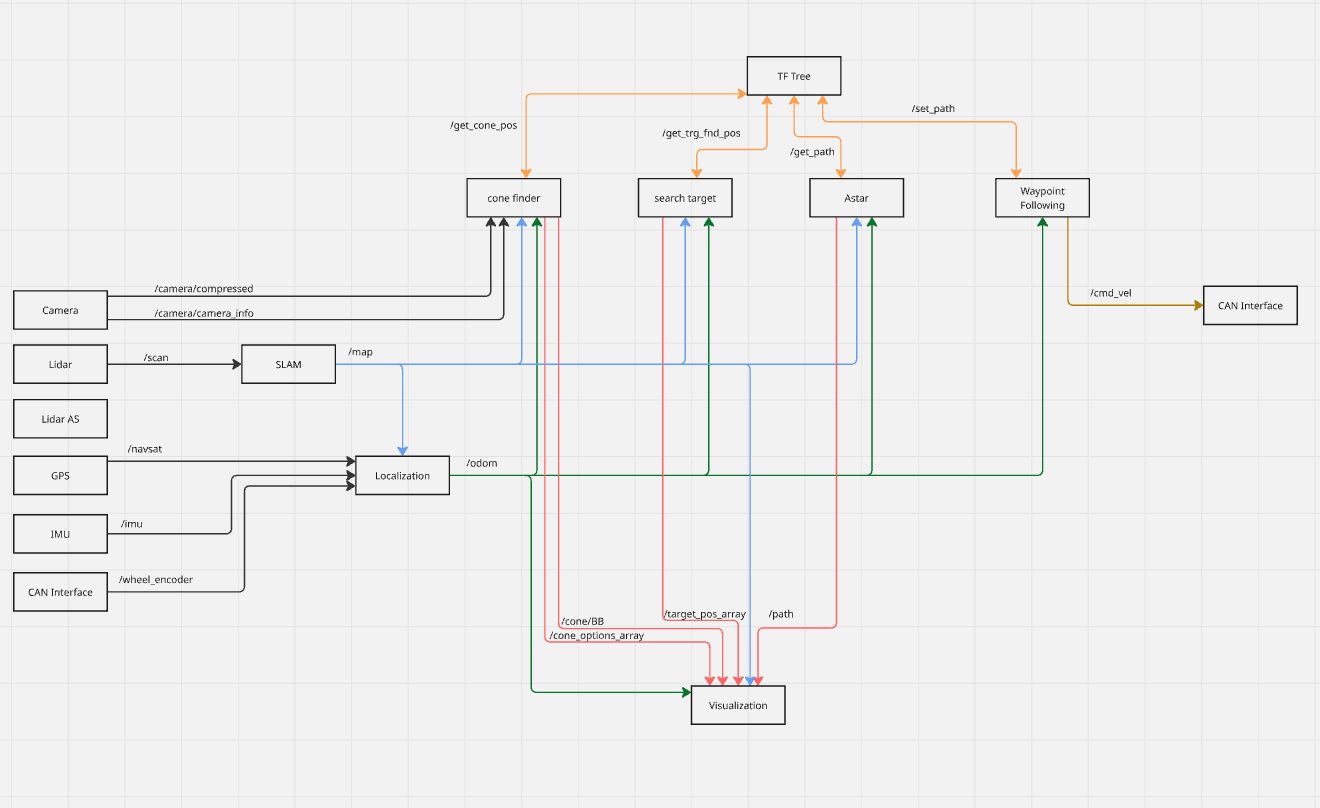 TF Tree
/set_path
/get_cone_pos
/get_trg_fnd_pos
/get_path
cone finder
search target
Astar
Waypoint
Following
/camera/compressed
Camera
/camera/camera_info
/cmd_vel
CAN Interface
Lidar
/scan
SLAM
/map
Lidar AS
/navsat
GPS
Localization
/odom
/imu
IMU
/wheel_encoder
CAN Interface
/target_pos_array
/path
/cone/BB
/cone_options_array
Visualization